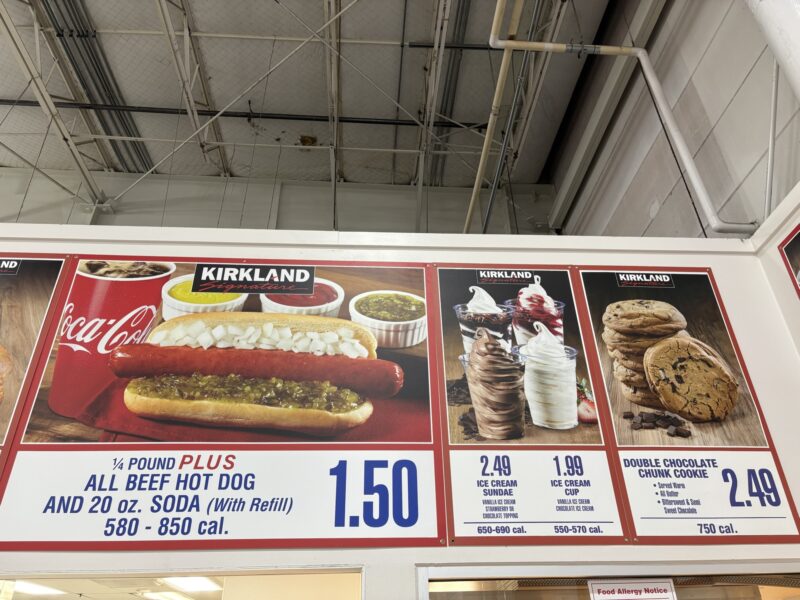 ND
KIRKLAND
Signature
Coca-Cola
¼ POUND PLUS
ALL BEEF HOT DOG
AND 20 oz. SODA (With Refill)
580 - 850 cal.
1.50
KIRKLAND
Signature
2.49
ICE CREAM
SUNDAE
VANILLA ICE CREAM
STRAWBERRY OR
CHOCOLATE TOPPING
650-690 cal.
1.99
ICE CREAM
CUP
VANILLA ICE CREAM
CHOCOLATE ICE CREAM
550-570 cal.
KIRKLAND
Signature
DOUBLE CHOCOLATE
CHUNK COOKIE
• Served Warm
• All Butter
• Bittersweet & Semi
Sweet Chocolate
2.49
750 cal.
Food Allergy Notice